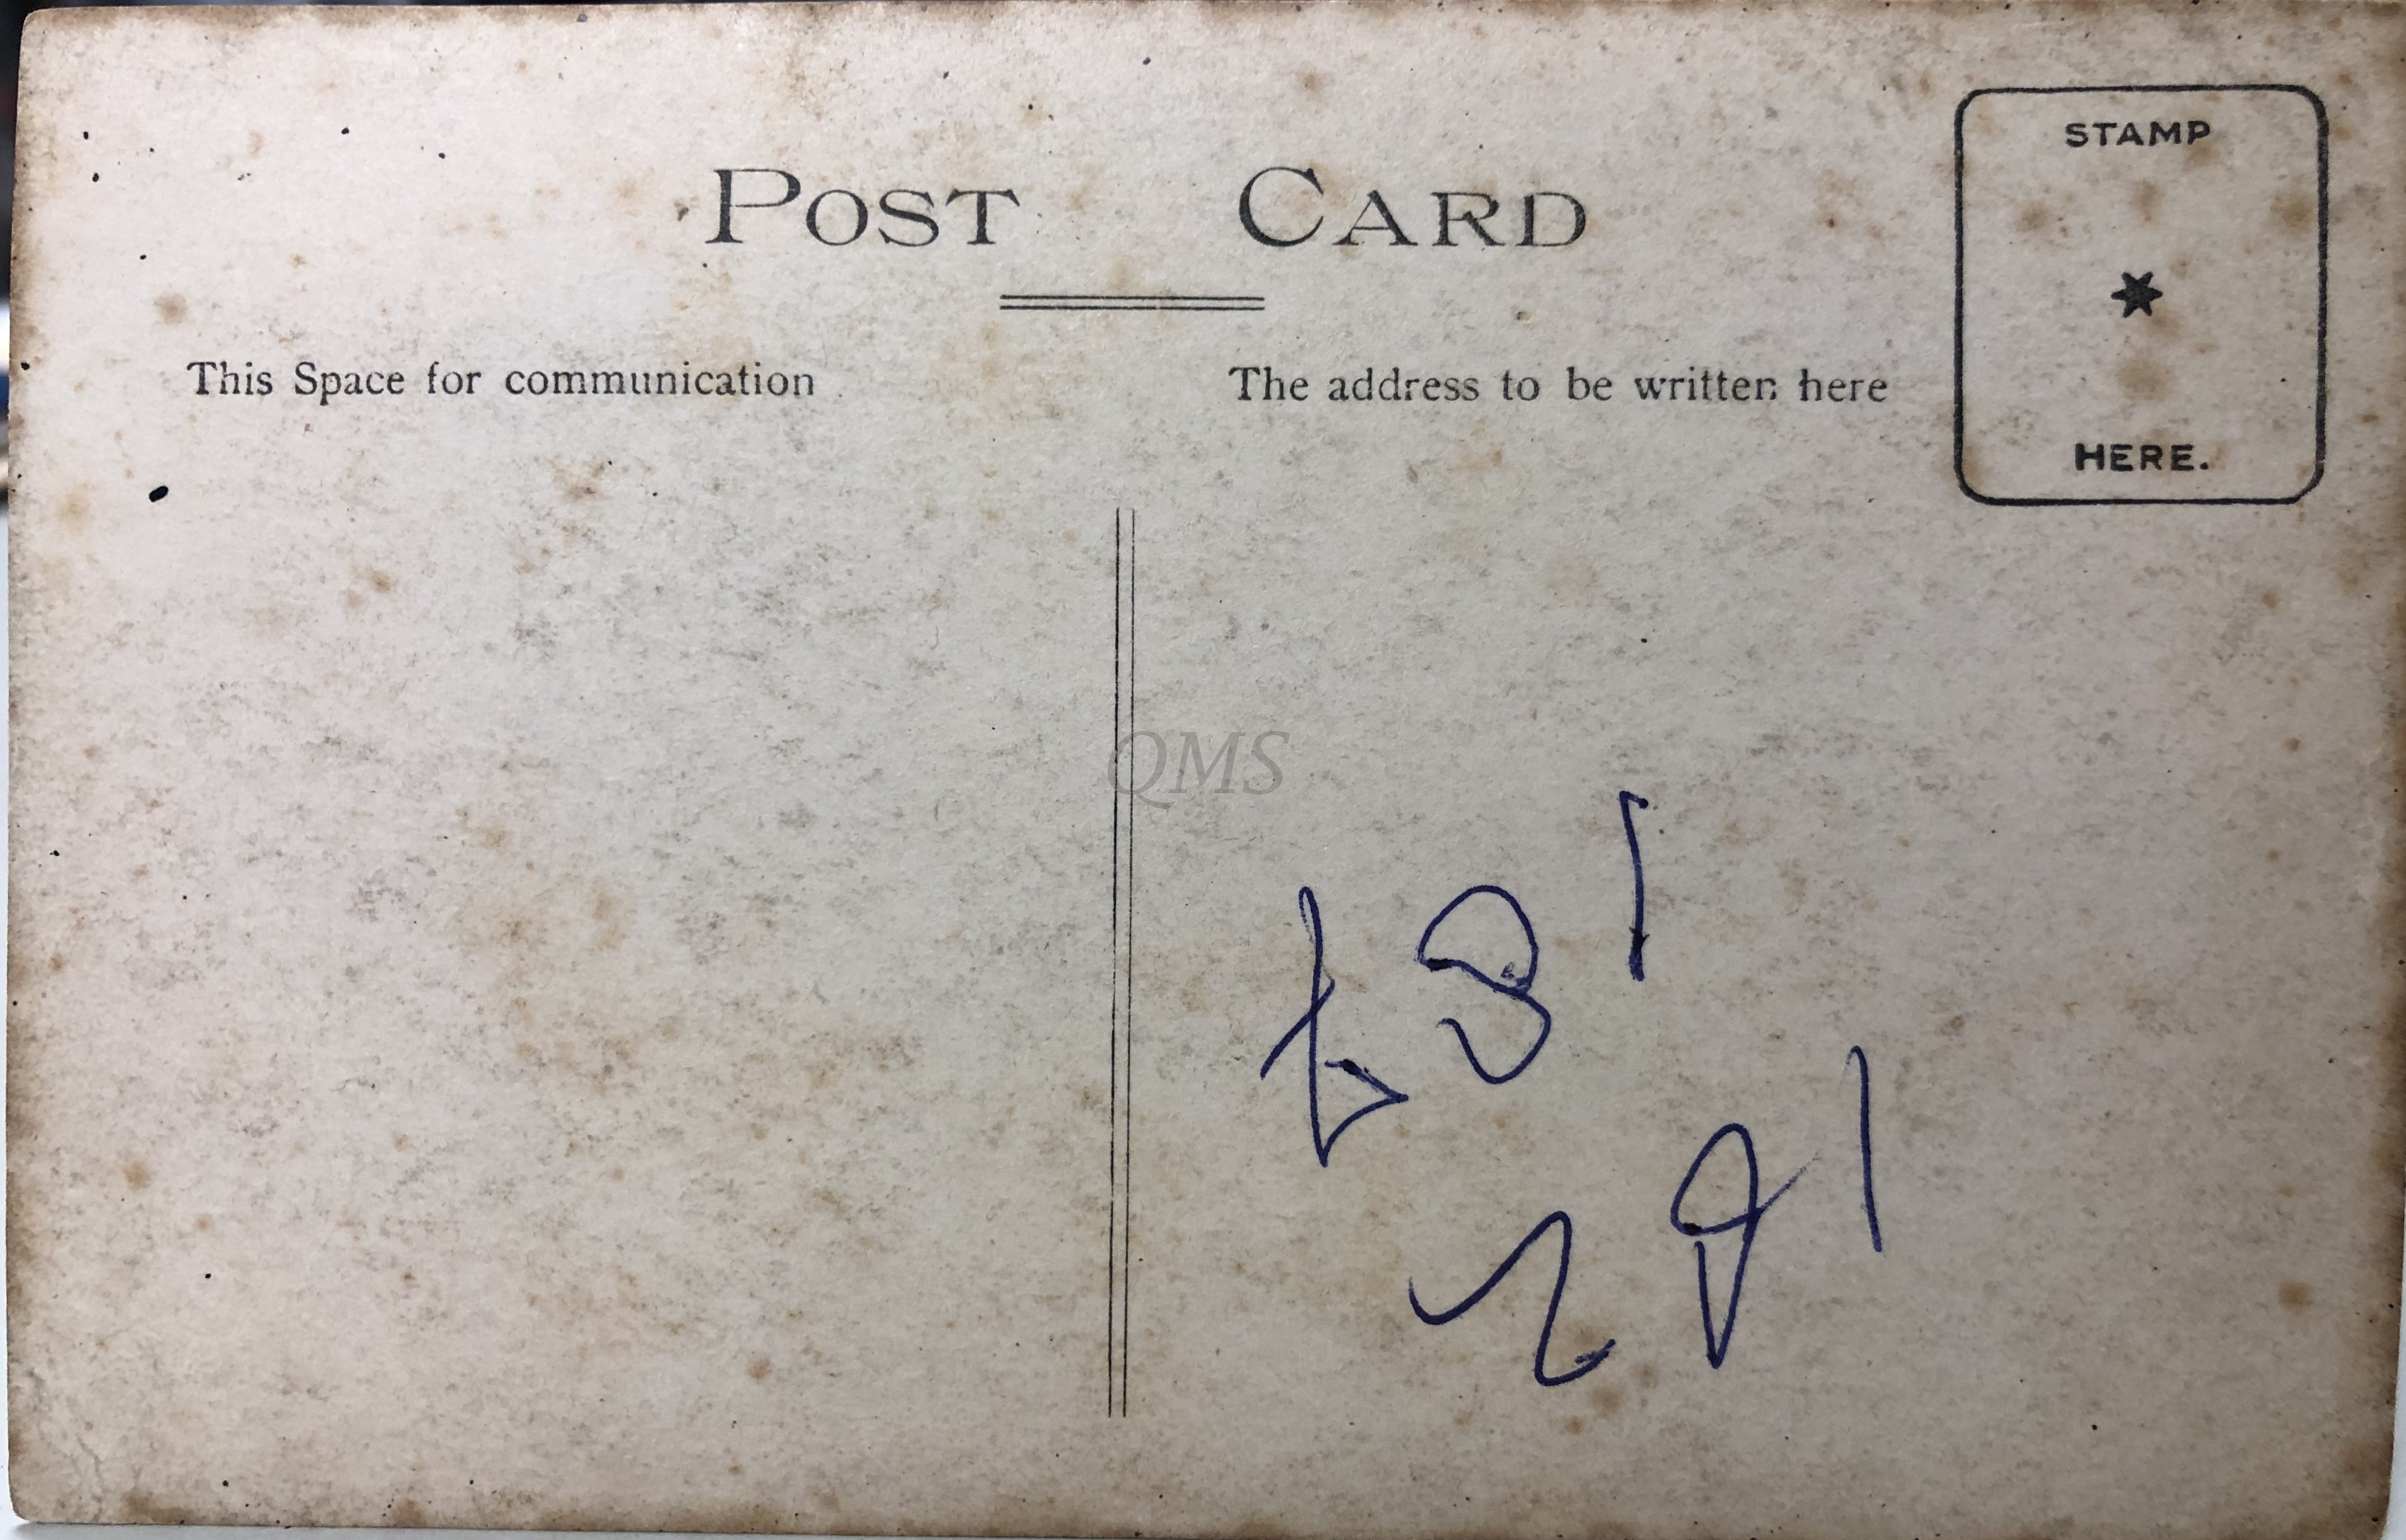 POST CARD
STAMP
HERE.
This Space for communication
The address to be written here
QMS